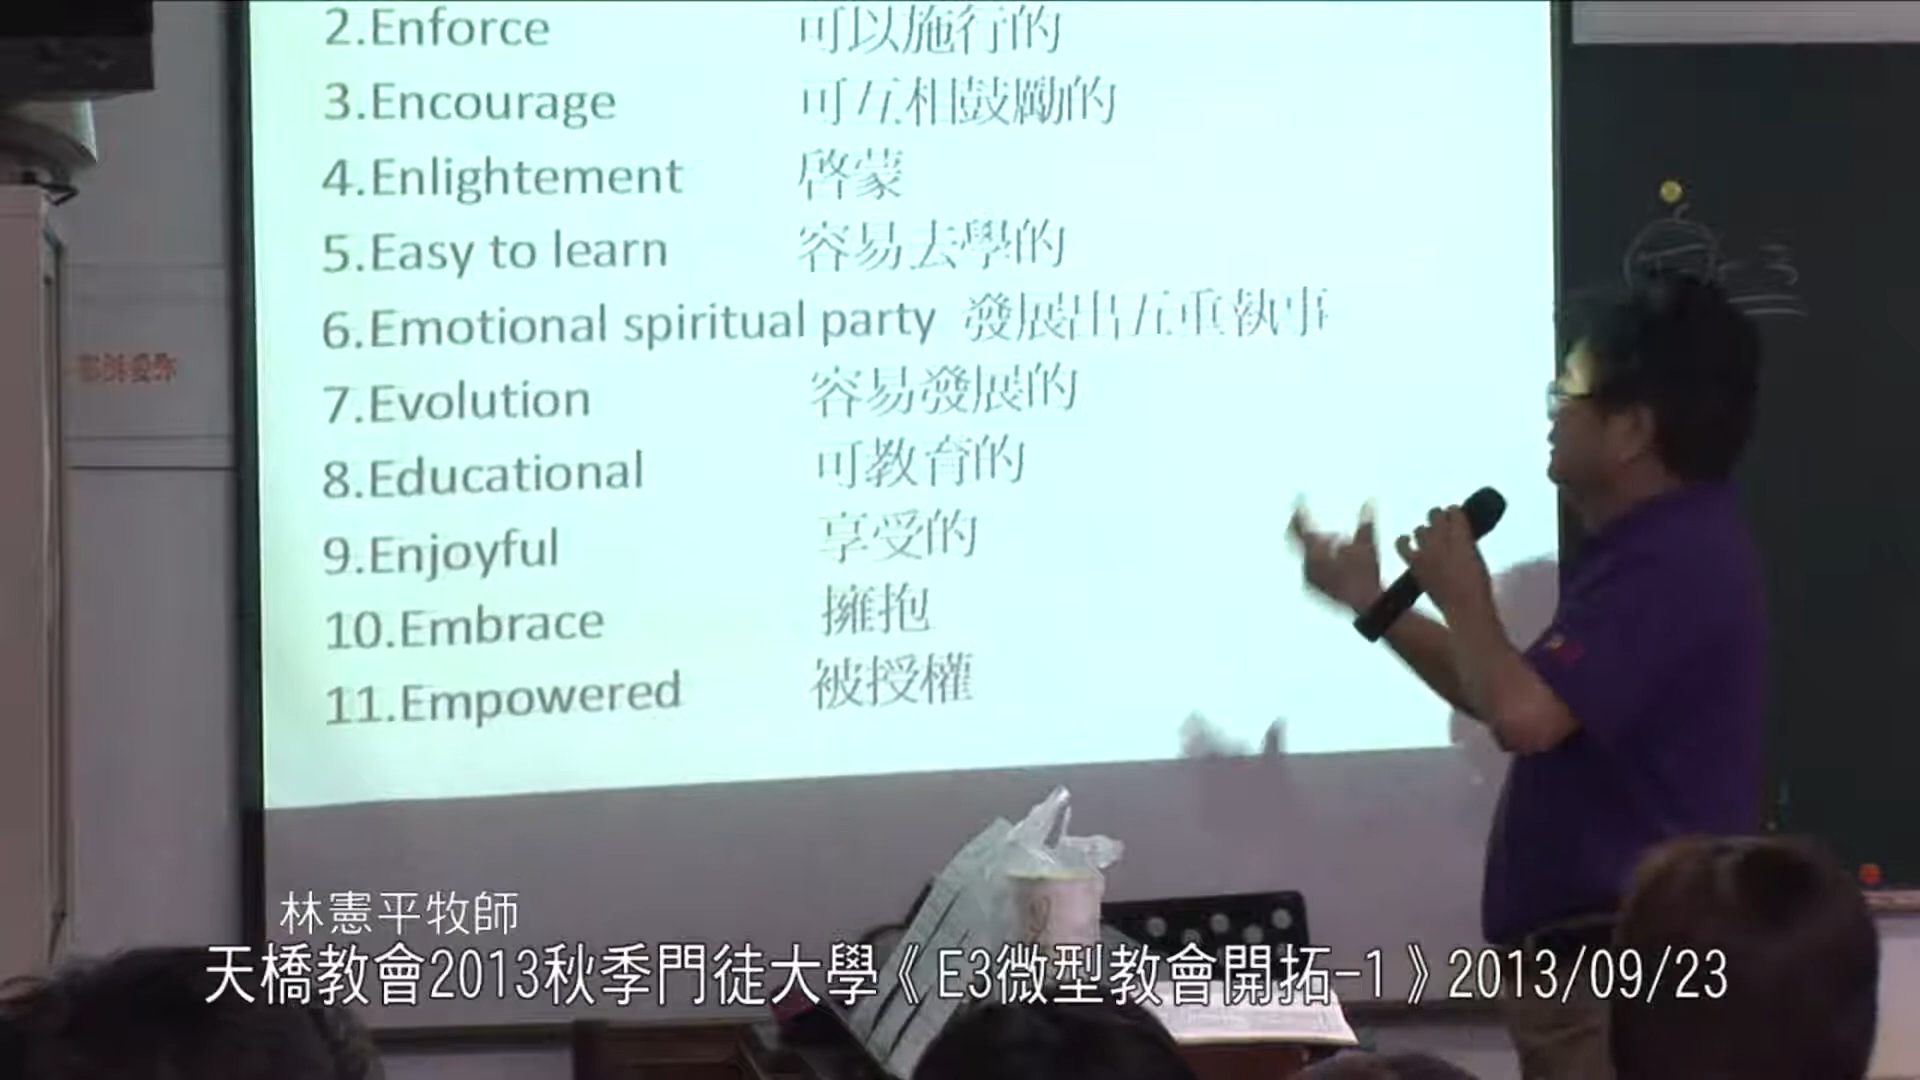 2.Enforce 可以施行的
3.Encourage 可互相鼓勵的
4.Enlightement 啓蒙
5.Easy to learn 容易去學的
6.Emotional spiritual party 發展出互重執事
7.Evolution 容易發展的
8.Educational 可教育的
9.Enjoyful 享受的
10.Embrace 擁抱
11.Empowered 被授權
林憲平牧師
天橋教會2013秋季門徒大學《E3微型教會開拓-1》2013/09/23